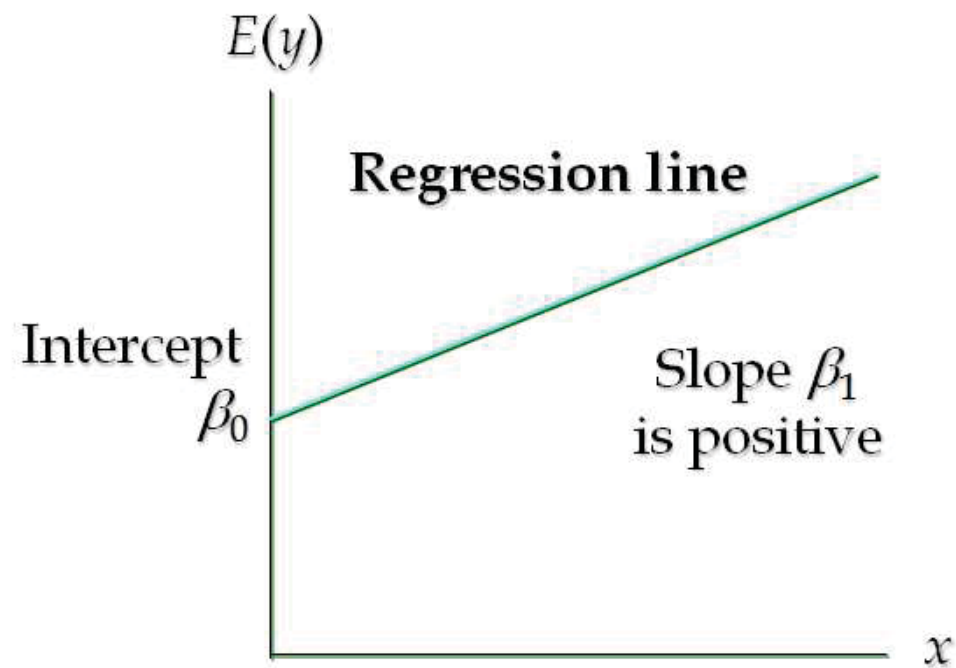 E(y)
Regression line
Intercept
β₀
Slope β₁
is positive
x